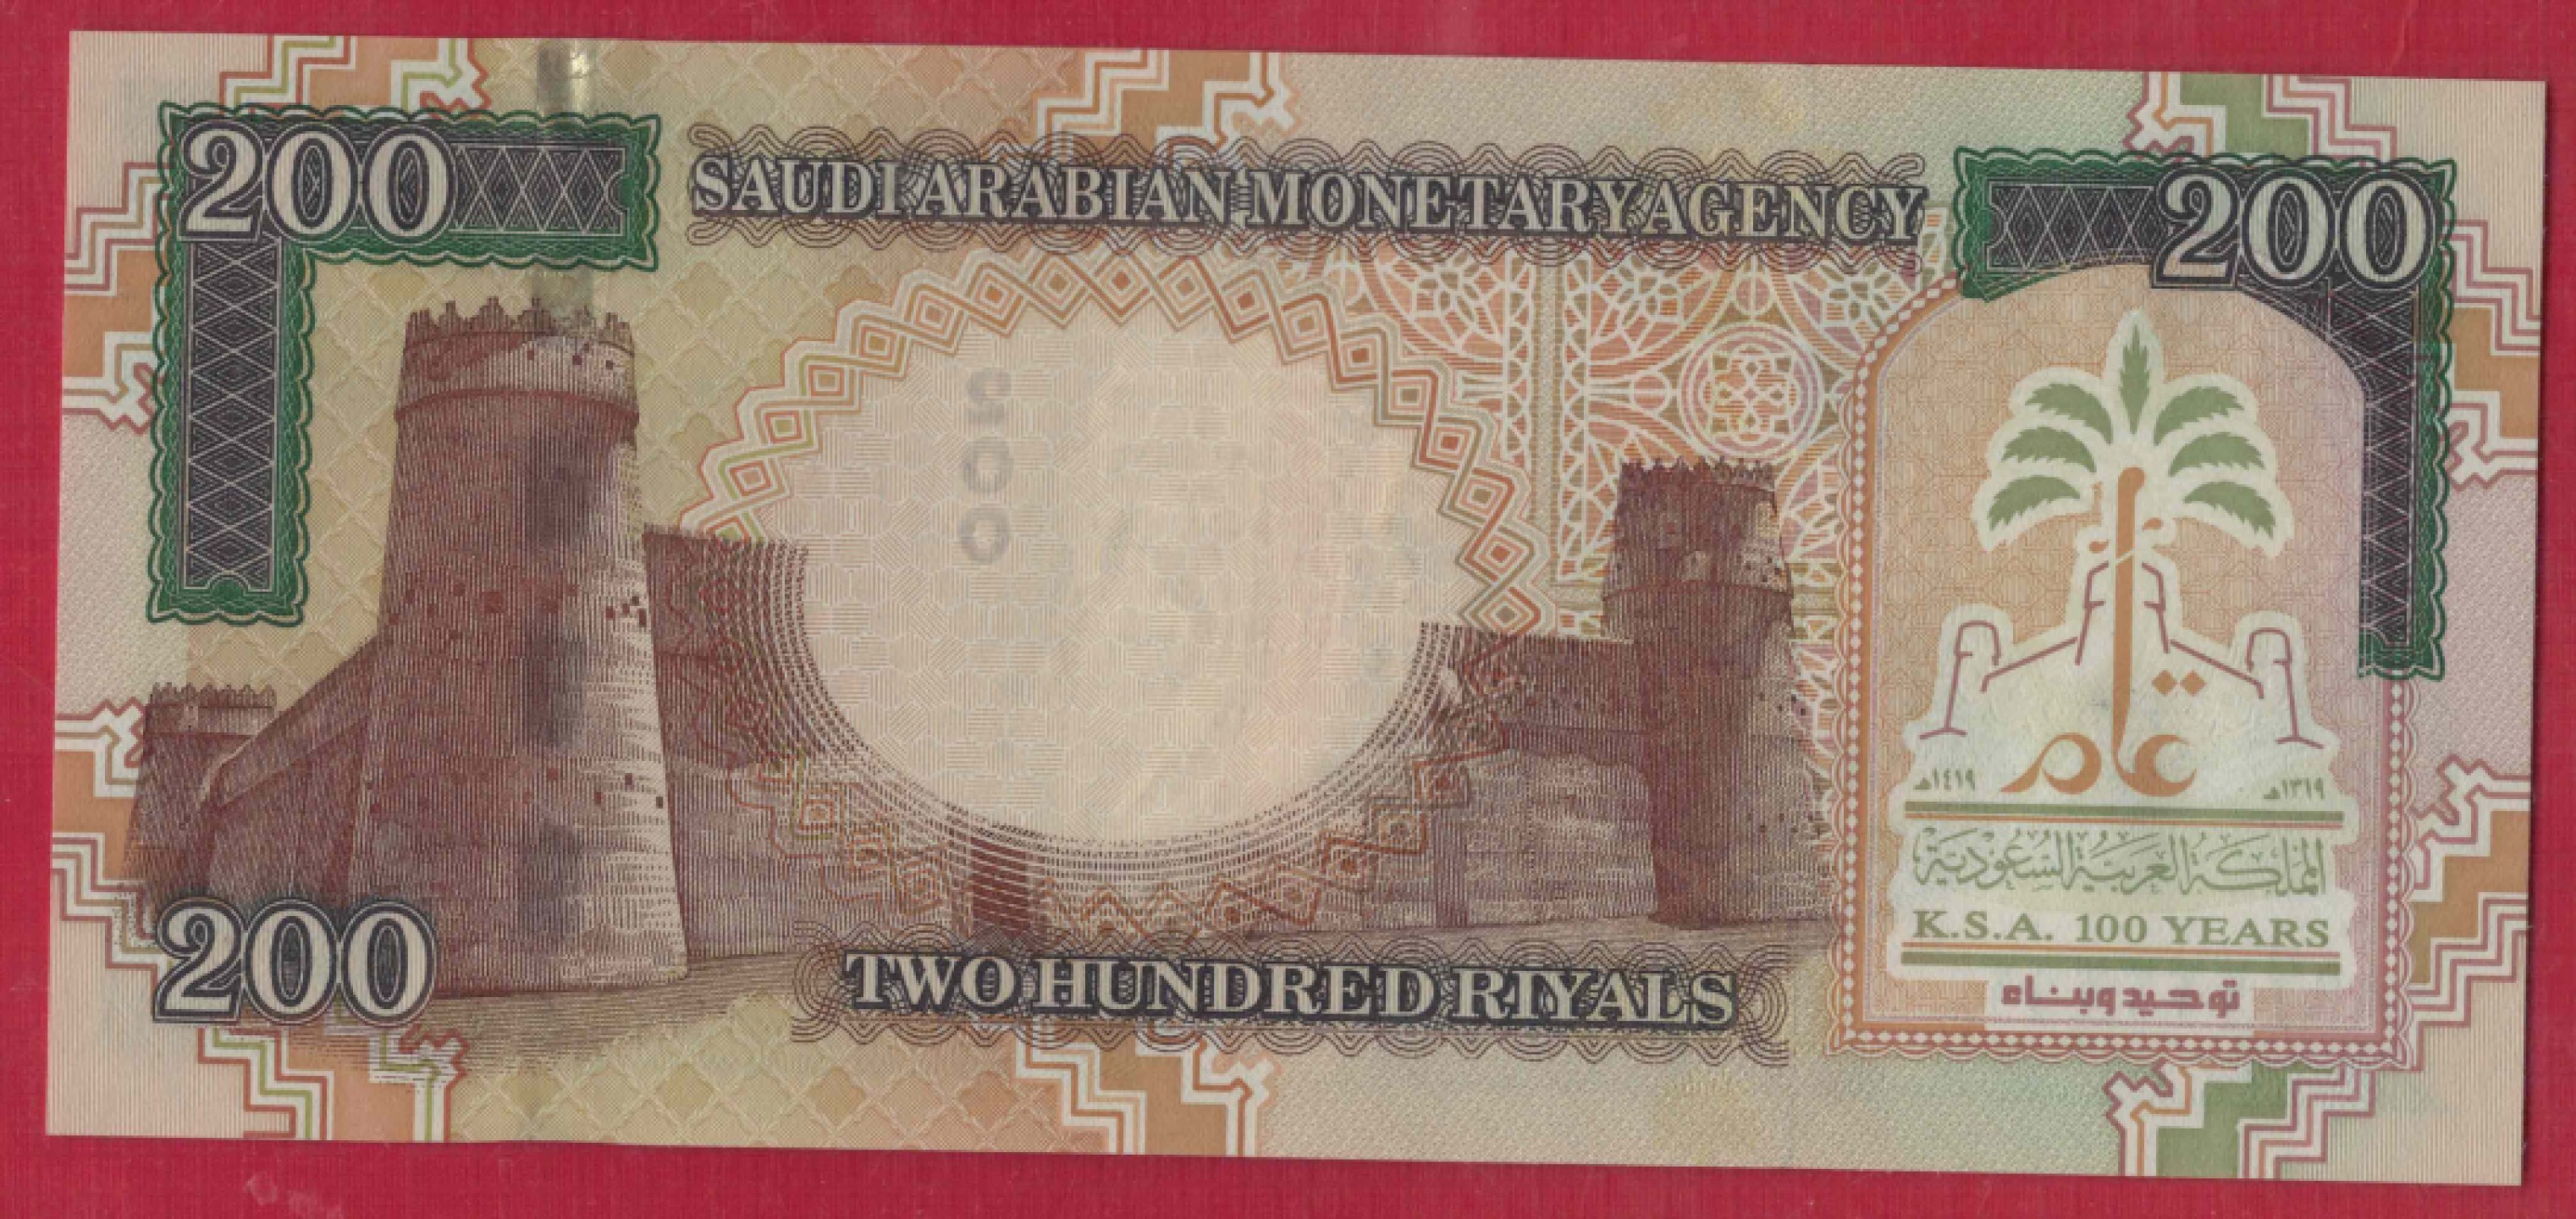 200
SAUDI ARABIAN MONETARY AGENCY
200
200
عام
١٤١٩هـ
١٣١٩هـ
المملكة العربية السعودية
K.S.A. 100 YEARS
توحيد وبناء
200
TWO HUNDRED RIYALS